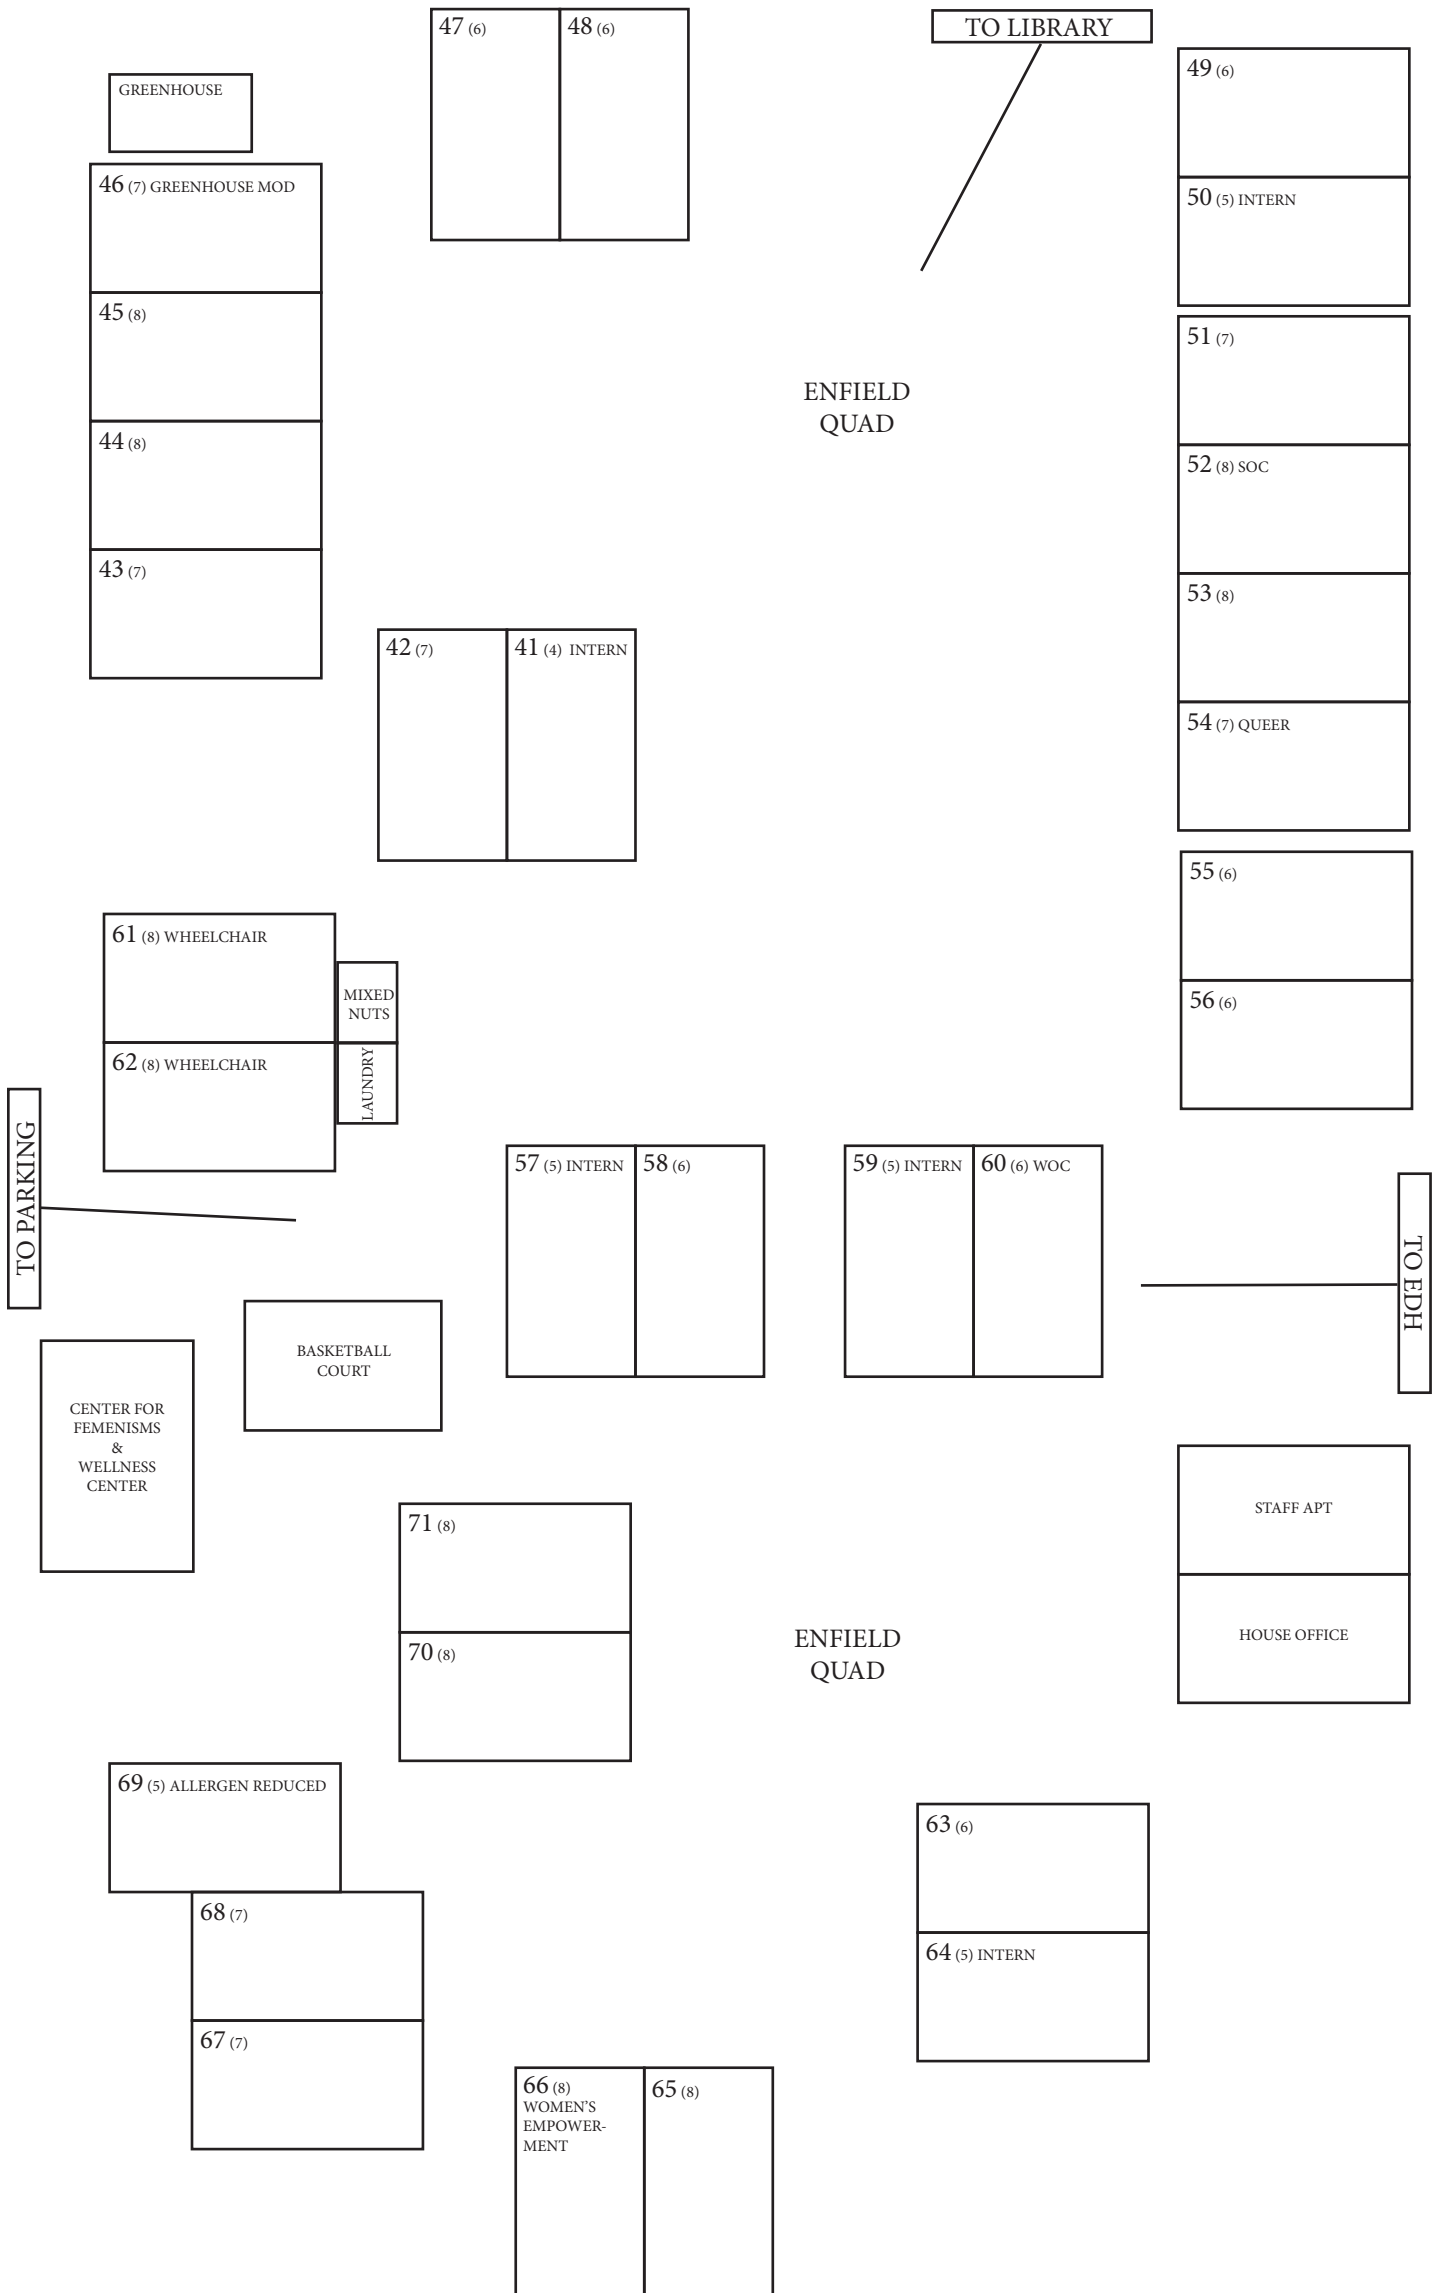 47 (6)
48 (6)
TO LIBRARY
49 (6)
GREENHOUSE
46 (7) GREENHOUSE MOD
50 (5) INTERN
45 (8)
51 (7)
ENFIELD
QUAD
44 (8)
52 (8) SOC
43 (7)
53 (8)
42 (7)
41 (4) INTERN
54 (7) QUEER
55 (6)
61 (8) WHEELCHAIR
MIXED
NUTS
56 (6)
62 (8) WHEELCHAIR
LAUNDRY
TO PARKING
57 (5) INTERN
58 (6)
59 (5) INTERN
60 (6) WOC
TO EDH
BASKETBALL
COURT
CENTER FOR
FEMENISMS
&
WELLNESS
CENTER
71 (8)
STAFF APT
70 (8)
ENFIELD
QUAD
HOUSE OFFICE
69 (5) ALLERGEN REDUCED
63 (6)
68 (7)
64 (5) INTERN
67 (7)
66 (8)
WOMEN’S
EMPOWER-
MENT
65 (8)